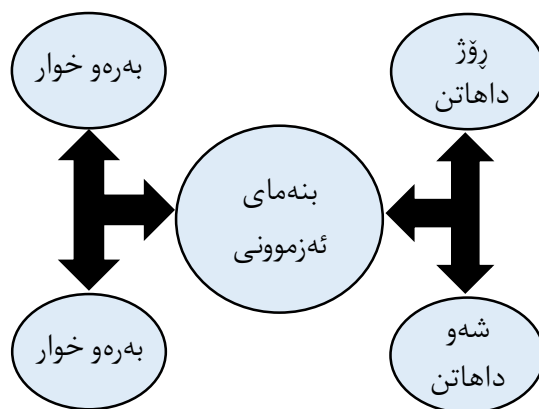 ڕۆژ
داهاتن
بەرەو خوار
بنەمای
ئەزموونی
شەو
داهاتن
بەرەو خوار